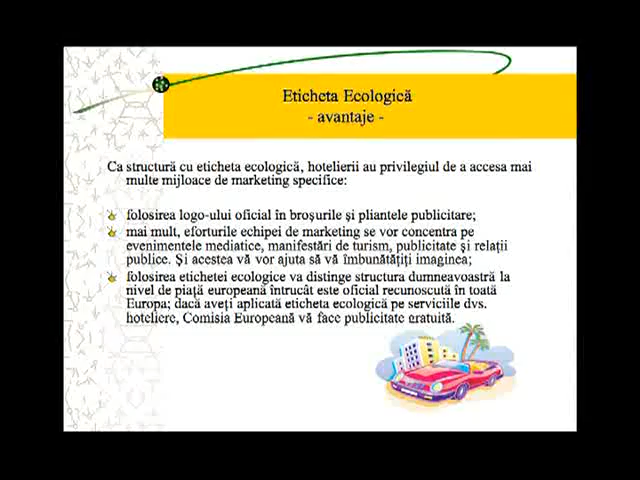 Eticheta Ecologică
- avantaje -
Ca structură cu eticheta ecologică, hotelierii au privilegiul de a accesa mai
multe mijloace de marketing specifice:
folosirea logo-ului oficial în broşurile şi pliantele publicitare;
mai mult, eforturile echipei de marketing se vor concentra pe
evenimentele mediatice, manifestări de turism, publicitate şi relaţii
publice. Şi acestea vă vor ajuta să vă îmbunătăţiţi imaginea;
folosirea etichetei ecologice va distinge structura dumneavoastră la
nivel de piaţă europeană întrucât este oficial recunoscută în toată
Europa; dacă aveţi aplicată eticheta ecologică pe serviciile dvs.
hoteliere, Comisia Europeană vă face publicitate gratuită.